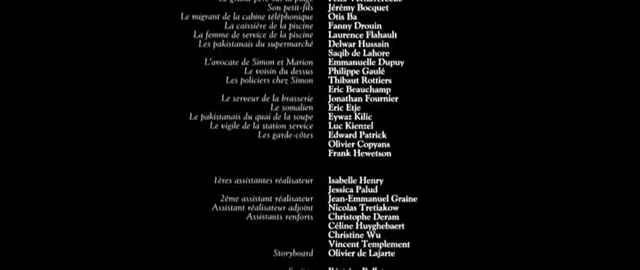 Son petit-fils Jérémy Bocquet
Le migrant de la cabine téléphonique Otis Ba
La caissière de la piscine Fanny Drouin
La femme de service de la piscine Laurence Flahault
Les pakistanais du supermarché Delwar Hussain
Saqib de Lahore
L'avocate de Simon et Marion Emmanuelle Dupuy
Le voisin du dessus Philippe Gaulé
Les policiers chez Simon Thibaut Rottiers
Eric Beauchamp
Le serveur de la brasserie Jonathan Fournier
Le somalien Eric Etje
Le pakistanais du quai de la soupe Eywaz Kilic
Le vigile de la station service Luc Kienzel
Les garde-côtes Edward Patrick
Olivier Copyans
Frank Hewetson
1ères assistantes réalisateur Isabelle Henry
Jessica Palud
2ème assistant réalisateur Jean-Emmanuel Graine
Assistant réalisateur adjoint Nicolas Tretiakow
Assistants renforts Christophe Deram
Céline Huyghebaert
Christine Wu
Vincent Templement
Storyboard Olivier de Lajarte